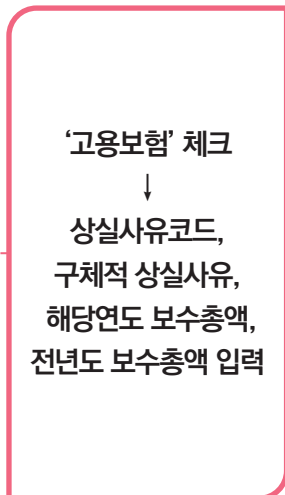 ‘고용보험’ 체크
↓
상실사유코드,
구체적 상실사유,
해당연도 보수총액,
전년도 보수총액 입력